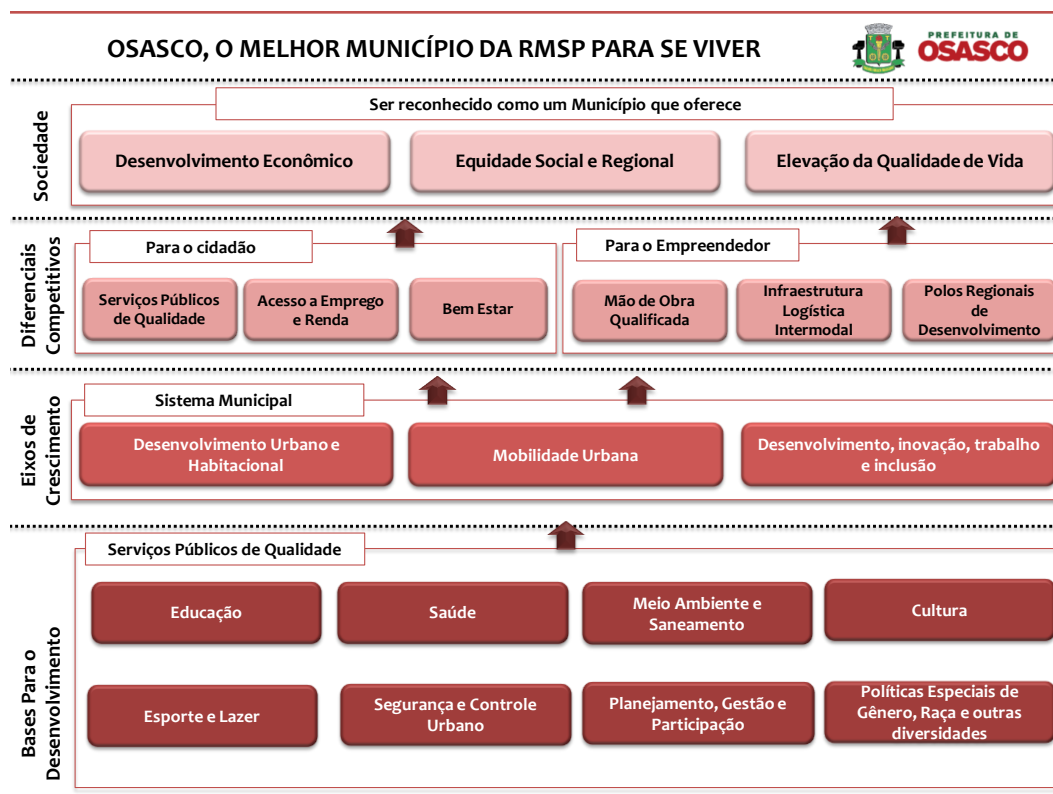 OSASCO, O MELHOR MUNICÍPIO DA RMSP PARA SE VIVER
PREFEITURA DE
OSASCO
Sociedade
Ser reconhecido como um Município que oferece
Desenvolvimento Econômico
Equidade Social e Regional
Elevação da Qualidade de Vida
Diferenciais
Competitivos
Para o cidadão
Serviços Públicos
de Qualidade
Acesso a Emprego
e Renda
Bem Estar
Para o Empreendedor
Mão de Obra
Qualificada
Infraestrutura
Logística
Intermodal
Polos Regionais
de
Desenvolvimento
Eixos de
Crescimento
Sistema Municipal
Desenvolvimento Urbano e
Habitacional
Mobilidade Urbana
Desenvolvimento, inovação, trabalho
e inclusão
Bases Para o
Desenvolvimento
Serviços Públicos de Qualidade
Educação
Saúde
Meio Ambiente e
Saneamento
Cultura
Esporte e Lazer
Segurança e Controle
Urbano
Planejamento, Gestão e
Participação
Políticas Especiais de
Gênero, Raça e outras
diversidades